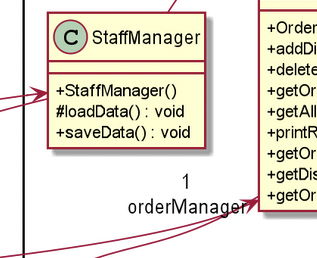 C StaffManager
+StaffManager()
#loadData() : void
+saveData() : void
1
orderManager
+Order
+addDi
+delete
+getOr
+getAll
+printR
+getOr
+getDis
+getOr